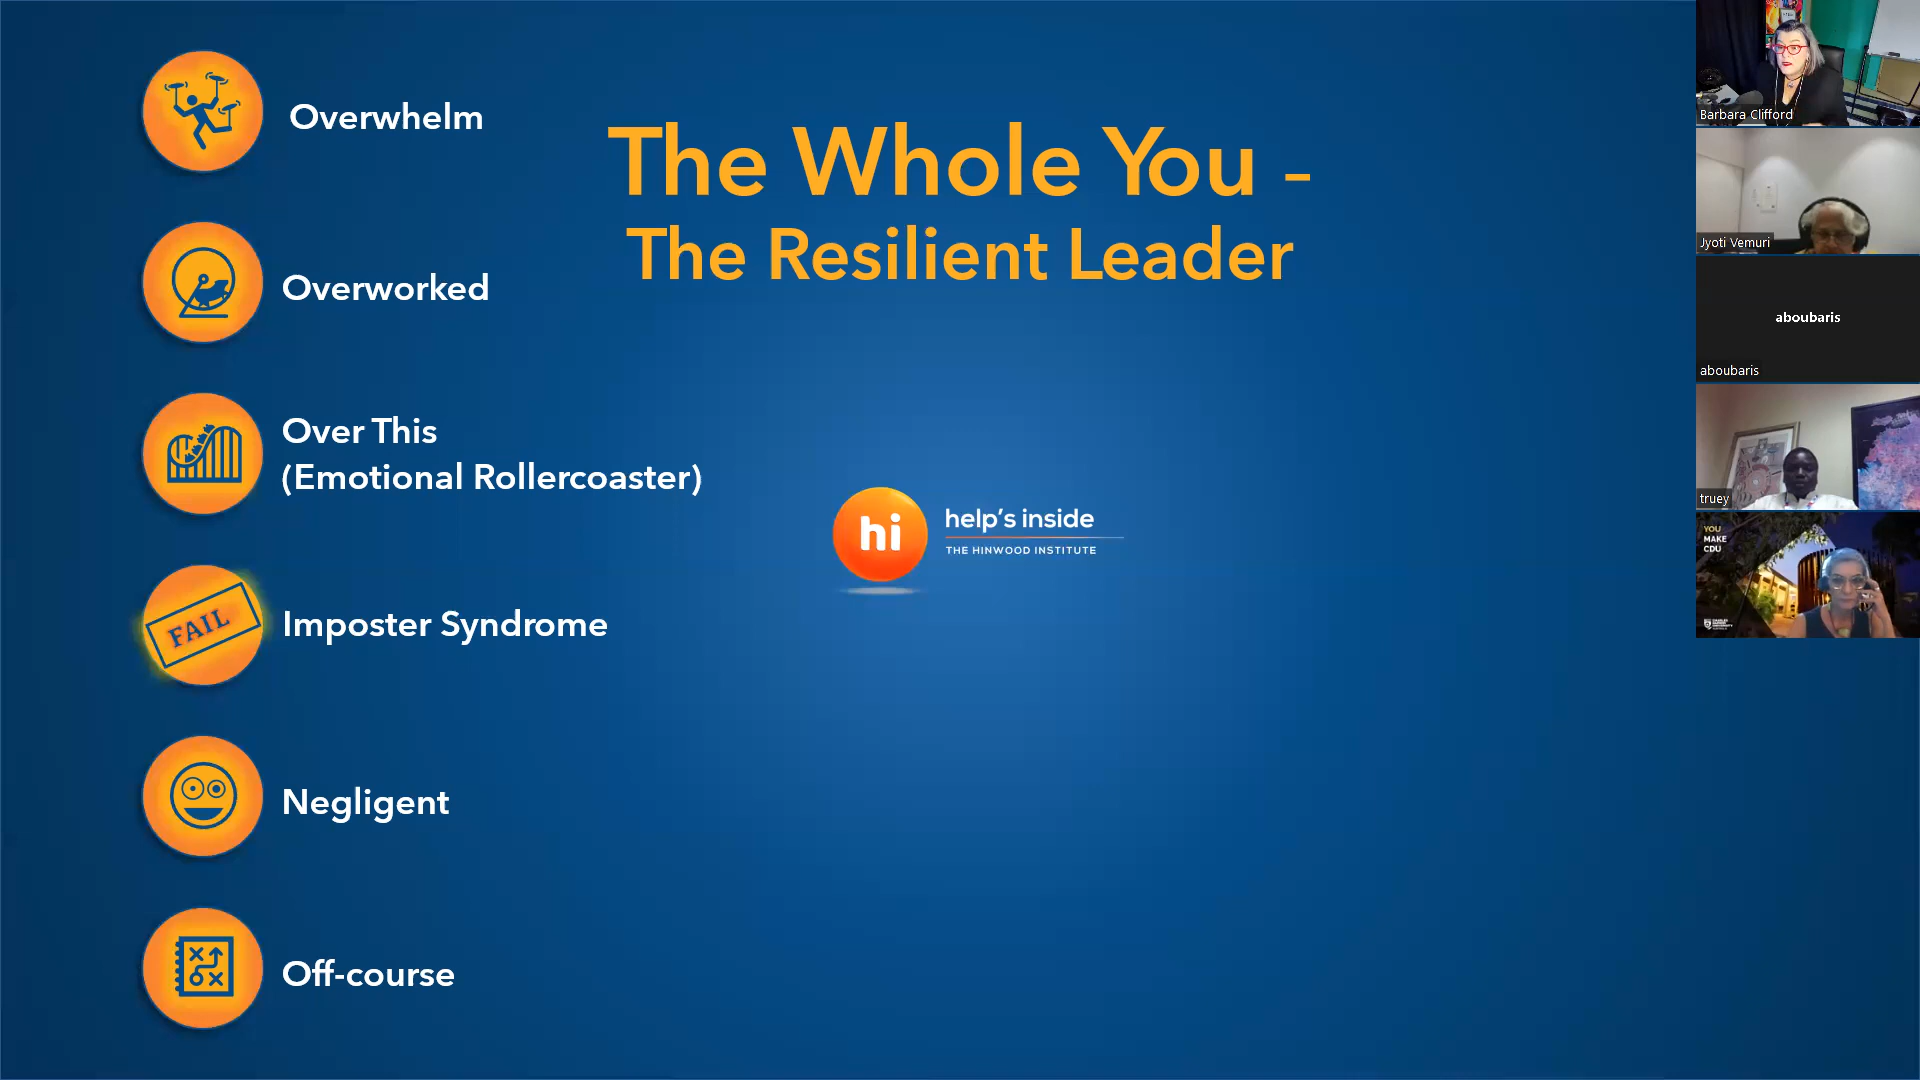 Overwhelm
Overworked
Over This
(Emotional Rollercoaster)
FAIL
Imposter Syndrome
Negligent
Off-course
The Whole You -
The Resilient Leader
hi
help's inside
THE HINWOOD INSTITUTE
Barbara Clifford
Jyoti Vemuri
aboubaris
aboubaris
truey
YOU
MAKE
CDU